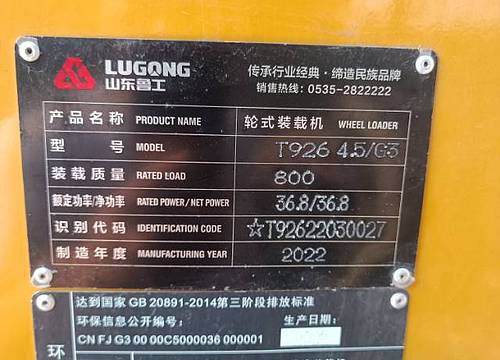 LUGONG
山东鲁工
传承行业经典·缔造民族品牌
销售热线: 0535-2822222
产品名称 PRODUCT NAME 轮式装载机 WHEEL LOADER
型号 MODEL T926 4.5/G3
装载质量 RATED LOAD 800
额定功率/净功率 RATED POWER/NET POWER 36.8/36.8
识别代码 IDENTIFICATION CODE ☆T92622030027
制造年度 MANUFACTURING YEAR 2022
达到国家 GB 20891-2014第三阶段排放标准
环保信息公开编号: 生产日期:
CN FJ G3 00 00C5000036 000001
环